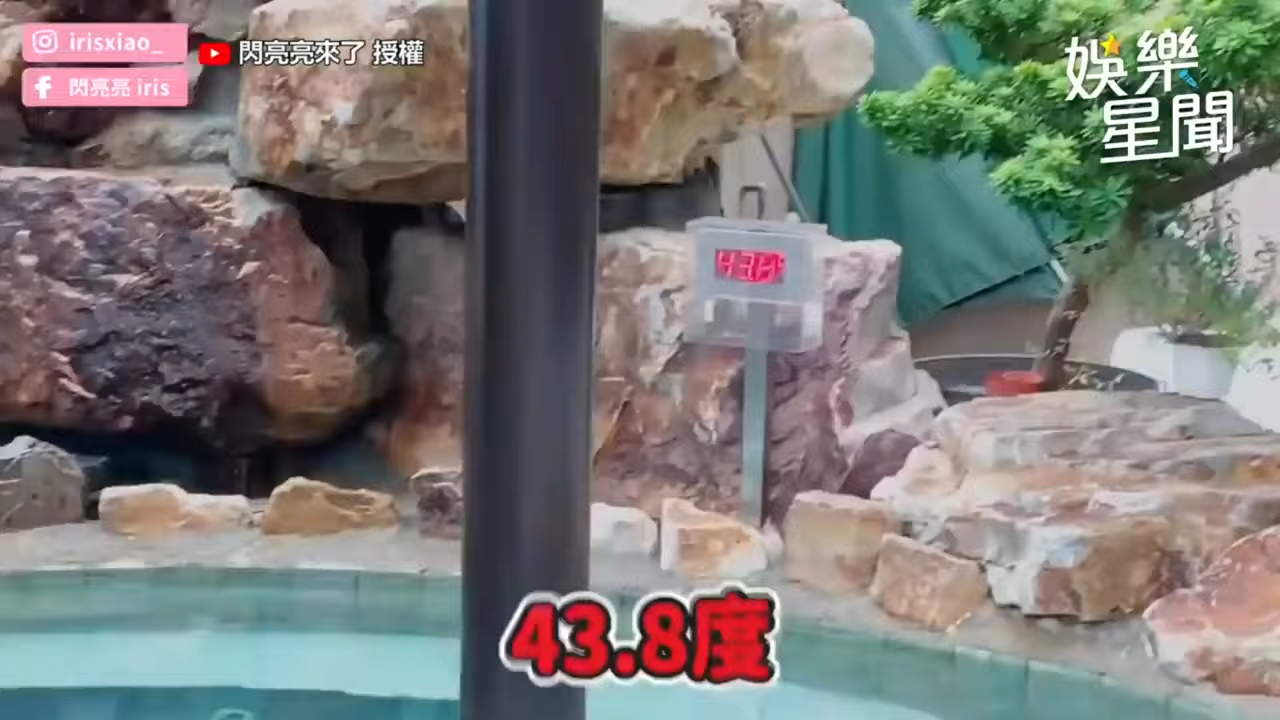 irisxiao_
閃亮亮 iris
閃亮亮來了 授權
娛樂
星聞
43.8度